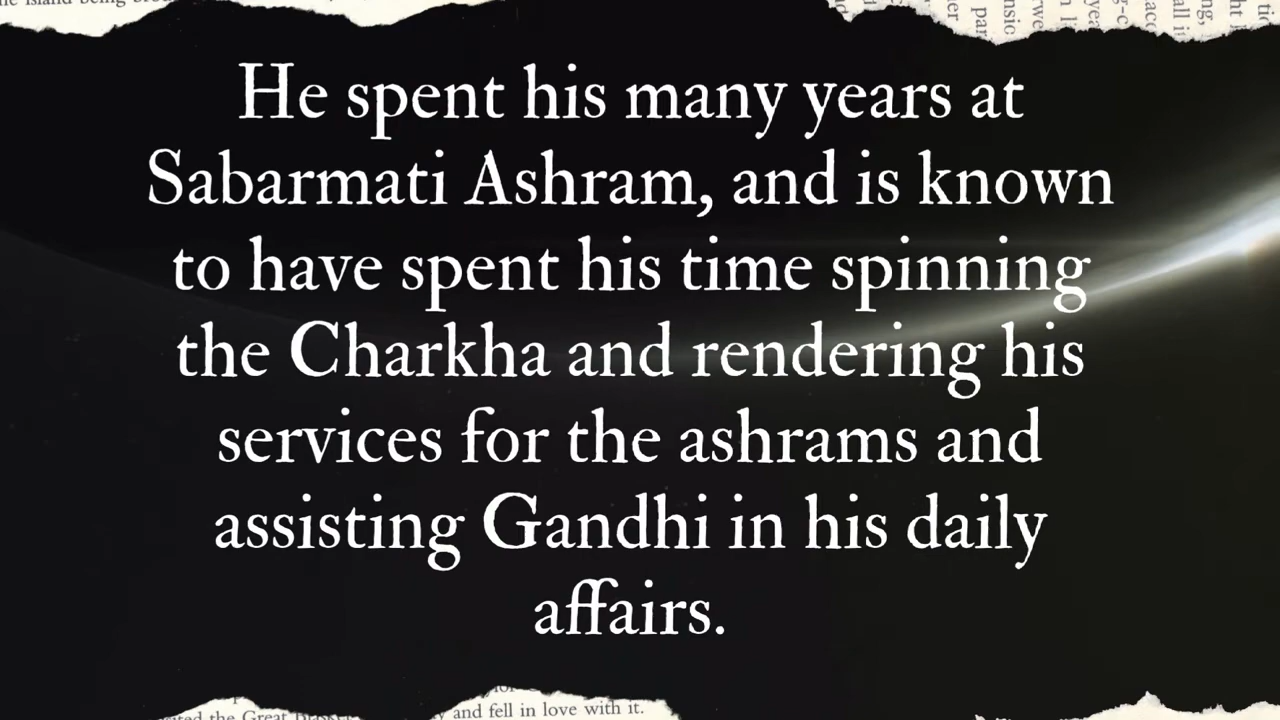 He spent his many years at
Sabarmati Ashram, and is known
to have spent his time spinning
the Charkha and rendering his
services for the ashrams and
assisting Gandhi in his daily
affairs.
the Great
and fell in love with it.